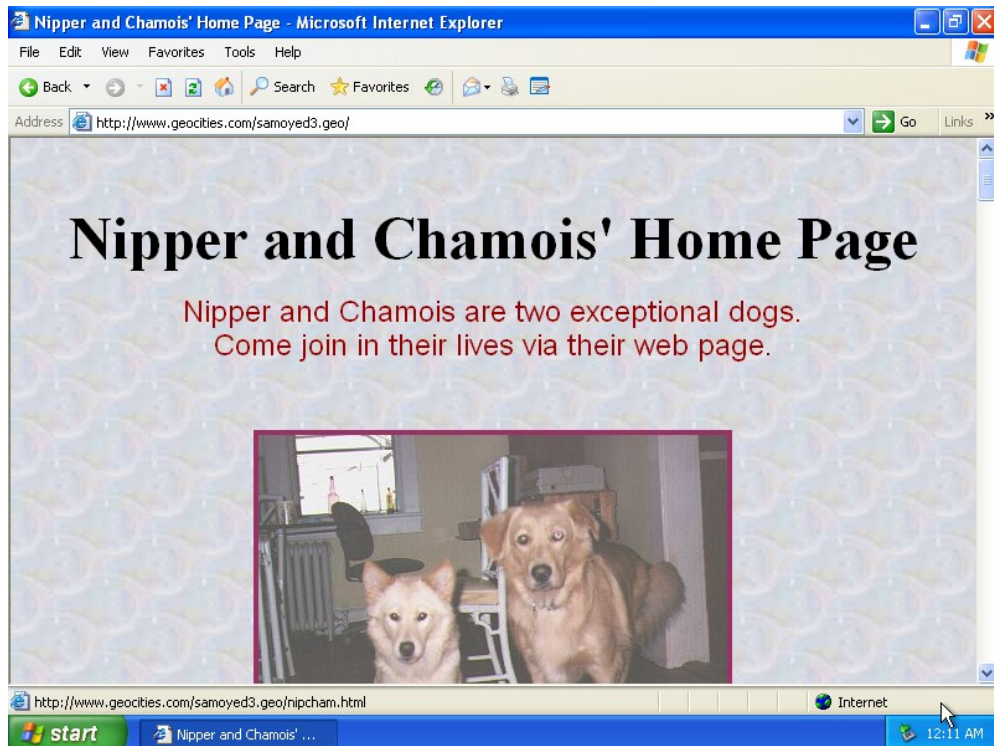 Nipper and Chamois' Home Page - Microsoft Internet Explorer
File Edit View Favorites Tools Help
Back Search Favorites
Address http://www.geocities.com/samoyed3.geo/ Go Links »
Nipper and Chamois' Home Page
Nipper and Chamois are two exceptional dogs.
Come join in their lives via their web page.
http://www.geocities.com/samoyed3.geo/nipcham.html Internet
start Nipper and Chamois' ... 12:11 AM